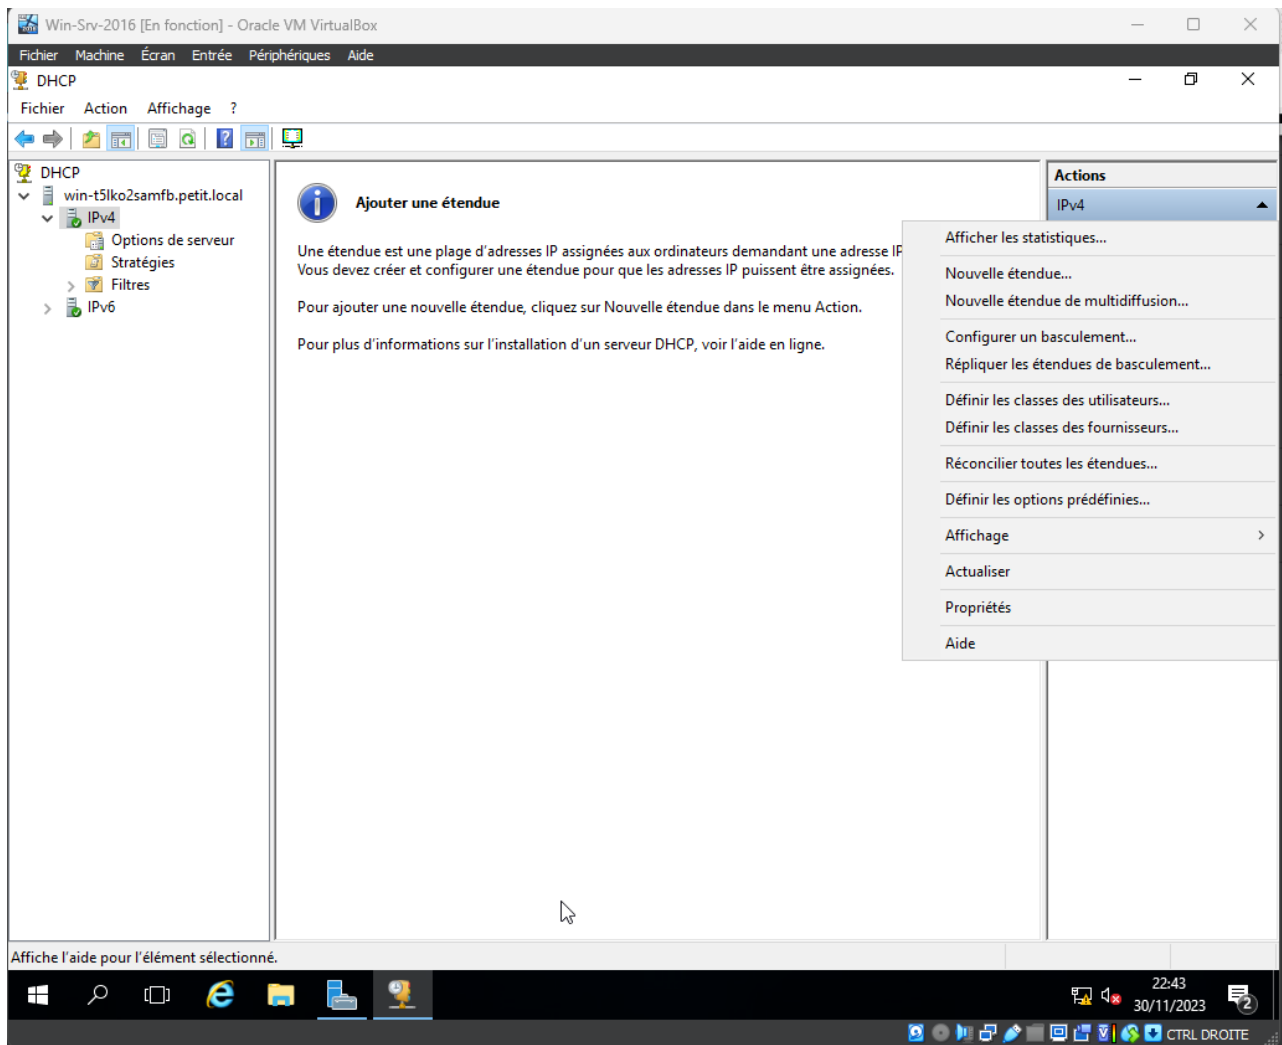 Win-Srv-2016 [En fonction] - Oracle VM VirtualBox
Fichier Machine Écran Entrée Périphériques Aide
DHCP
Fichier Action Affichage ?
DHCP
win-t5lko2samfb.petit.local
IPv4
Options de serveur
Stratégies
Filtres
IPv6
Ajouter une étendue
Une étendue est une plage d'adresses IP assignées aux ordinateurs demandant une adresse IP
Vous devez créer et configurer une étendue pour que les adresses IP puissent être assignées.
Pour ajouter une nouvelle étendue, cliquez sur Nouvelle étendue dans le menu Action.
Pour plus d'informations sur l'installation d'un serveur DHCP, voir l'aide en ligne.
Actions
IPv4
Afficher les statistiques...
Nouvelle étendue...
Nouvelle étendue de multidiffusion...
Configurer un basculement...
Répliquer les étendues de basculement...
Définir les classes des utilisateurs...
Définir les classes des fournisseurs...
Réconcilier toutes les étendues...
Définir les options prédéfinies...
Affichage
Actualiser
Propriétés
Aide
Affiche l'aide pour l'élément sélectionné.
22:43
30/11/2023
2
CTRL DROITE